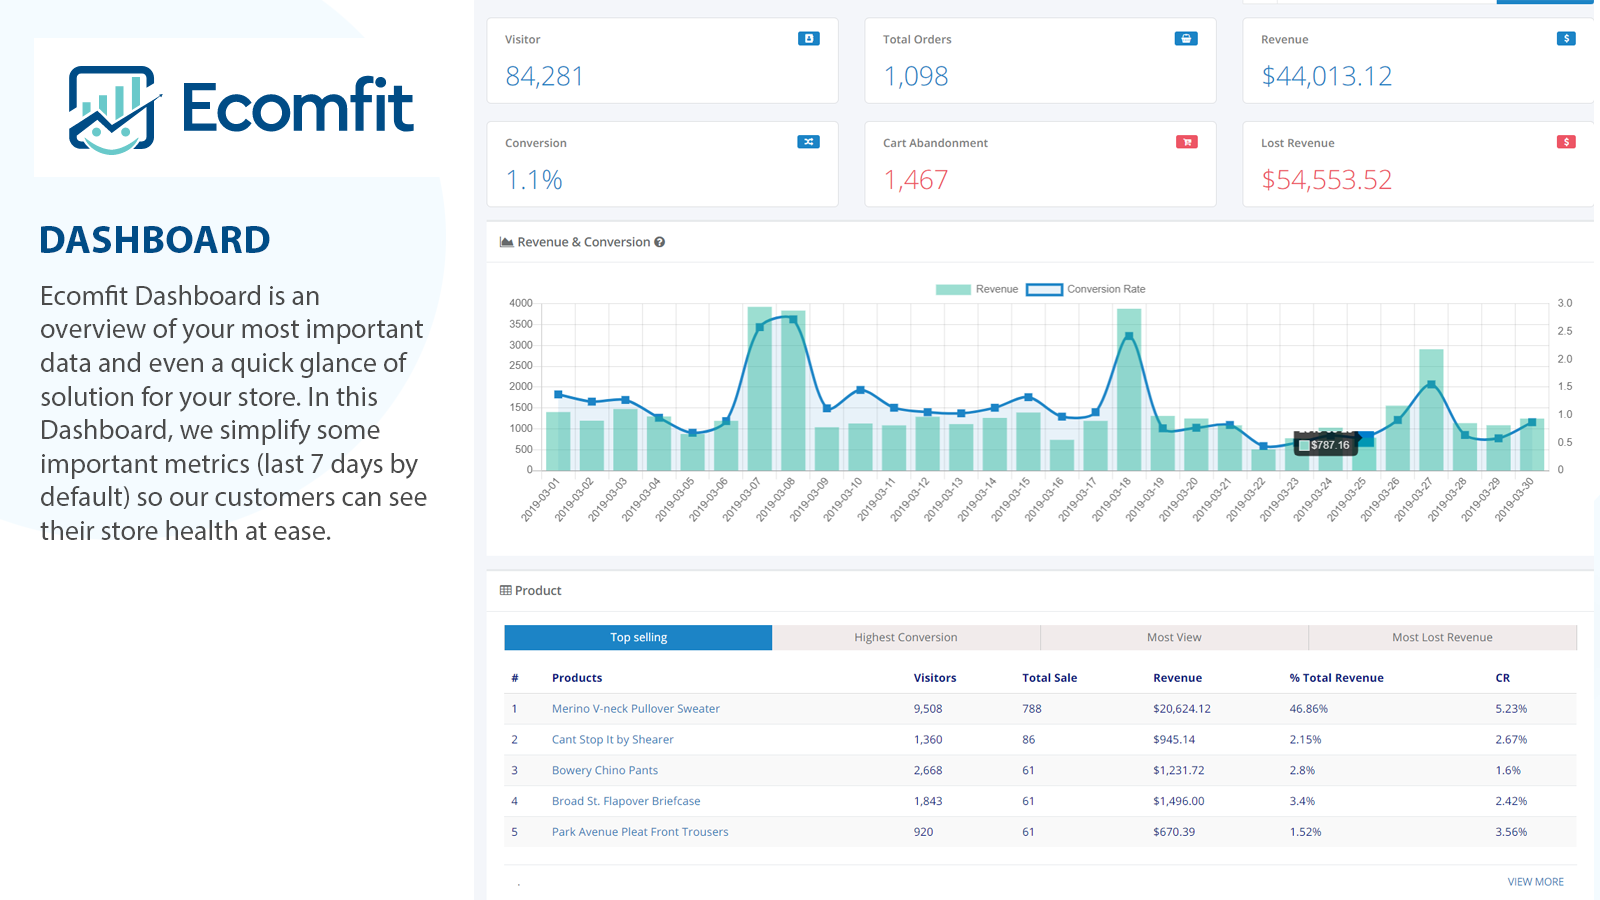 Ecomfit
DASHBOARD
Ecomfit Dashboard is an
overview of your most important
data and even a quick glance of
solution for your store. In this
Dashboard, we simplify some
important metrics (last 7 days by
default) so our customers can see
their store health at ease.
Visitor
84,281
Total Orders
1,098
Revenue
$
$44,013.12
Conversion
1.1%
Cart Abandonment
1,467
Lost Revenue
$
$54,553.52
Revenue & Conversion ?
Revenue Conversion Rate
4000
3500
3000
2500
2000
1500
1000
500
0
3.0
2.5
2.0
1.5
1.0
0.5
0
$787.16
2019-03-01
2019-03-02
2019-03-03
2019-03-04
2019-03-05
2019-03-06
2019-03-07
2019-03-08
2019-03-09
2019-03-10
2019-03-11
2019-03-12
2019-03-13
2019-03-14
2019-03-15
2019-03-16
2019-03-17
2019-03-18
2019-03-19
2019-03-20
2019-03-21
2019-03-22
2019-03-23
2019-03-24
2019-03-25
2019-03-26
2019-03-27
2019-03-28
2019-03-29
2019-03-30
Product
Top selling Highest Conversion Most View Most Lost Revenue
# Products Visitors Total Sale Revenue % Total Revenue CR
1 Merino V-neck Pullover Sweater 9,508 788 $20,624.12 46.86% 5.23%
2 Cant Stop It by Shearer 1,360 86 $945.14 2.15% 2.67%
3 Bowery Chino Pants 2,668 61 $1,231.72 2.8% 1.6%
4 Broad St. Flapover Briefcase 1,843 61 $1,496.00 3.4% 2.42%
5 Park Avenue Pleat Front Trousers 920 61 $670.39 1.52% 3.56%
. VIEW MORE